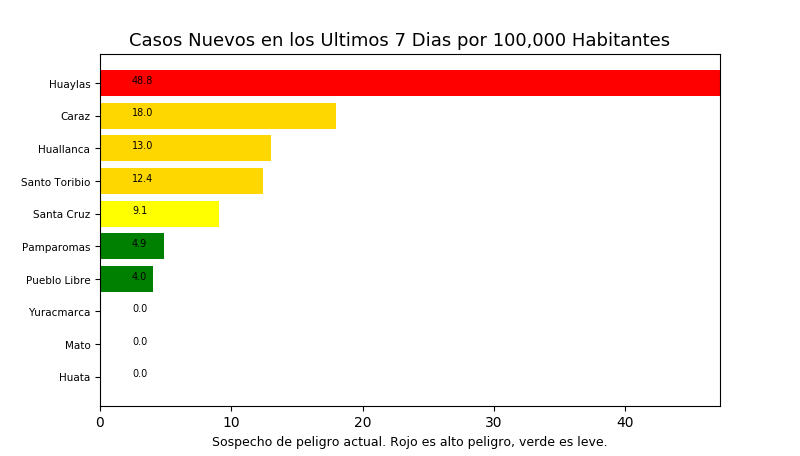 Casos Nuevos en los Ultimos 7 Dias por 100,000 Habitantes
Huaylas 48.8
Caraz 18.0
Huallanca 13.0
Santo Toribio 12.4
Santa Cruz 9.1
Pamparomas 4.9
Pueblo Libre 4.0
Yuracmarca 0.0
Mato 0.0
Huata 0.0
0 10 20 30 40
Sospecho de peligro actual. Rojo es alto peligro, verde es leve.